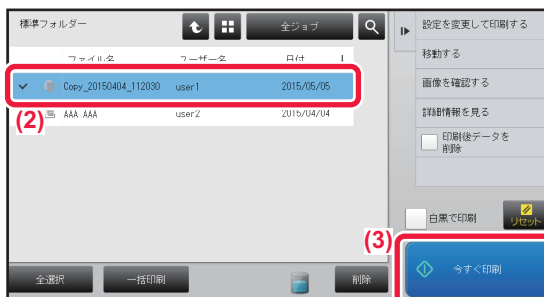 標準フォルダー
全ジョブ
ファイル名 ユーザー名 日付
Copy_20150404_112030 user1 2015/05/05
(2)
AAA AAA user2 2015/04/04
全選択 一括印刷 削除
設定を変更して印刷する
移動する
画像を確認する
詳細情報を見る
印刷後データを
削除
白黒で印刷 リセット
(3)
今すぐ印刷